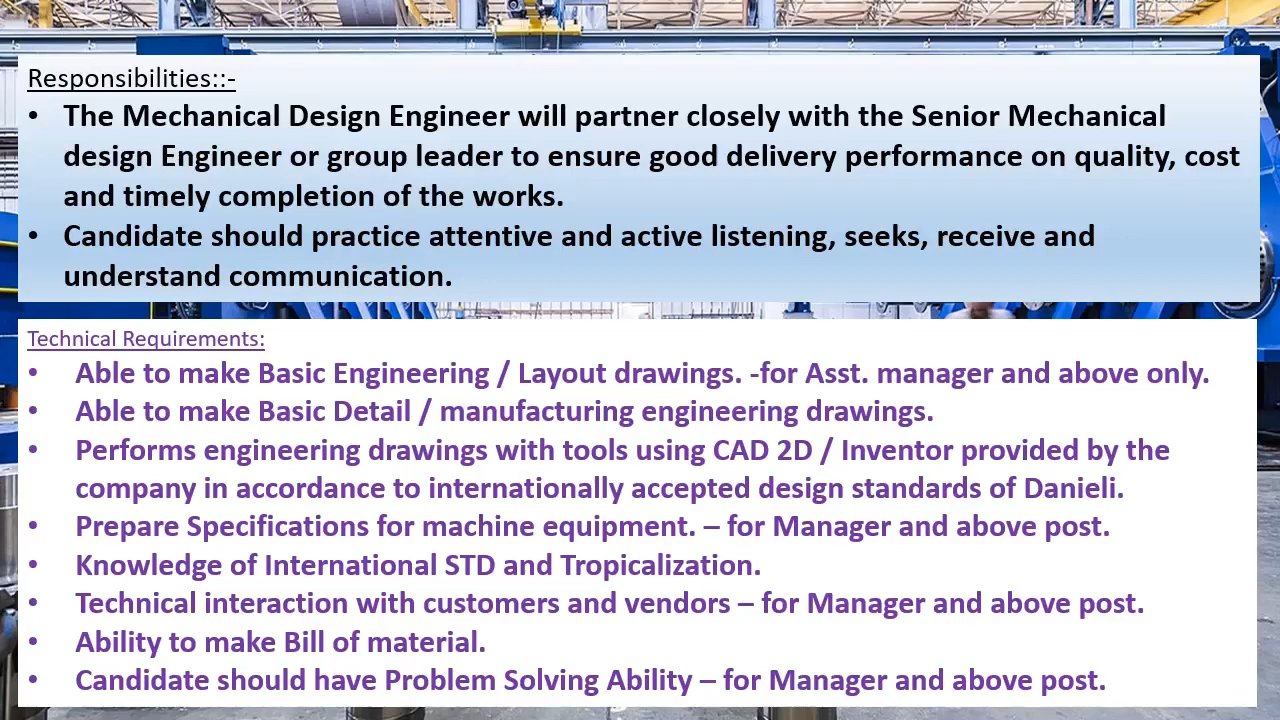 Responsibilities::-
• The Mechanical Design Engineer will partner closely with the Senior Mechanical
design Engineer or group leader to ensure good delivery performance on quality, cost
and timely completion of the works.
• Candidate should practice attentive and active listening, seeks, receive and
understand communication.
Technical Requirements:
• Able to make Basic Engineering / Layout drawings. -for Asst. manager and above only.
• Able to make Basic Detail / manufacturing engineering drawings.
• Performs engineering drawings with tools using CAD 2D / Inventor provided by the
company in accordance to internationally accepted design standards of Danieli.
• Prepare Specifications for machine equipment. – for Manager and above post.
• Knowledge of International STD and Tropicalization.
• Technical interaction with customers and vendors – for Manager and above post.
• Ability to make Bill of material.
• Candidate should have Problem Solving Ability – for Manager and above post.